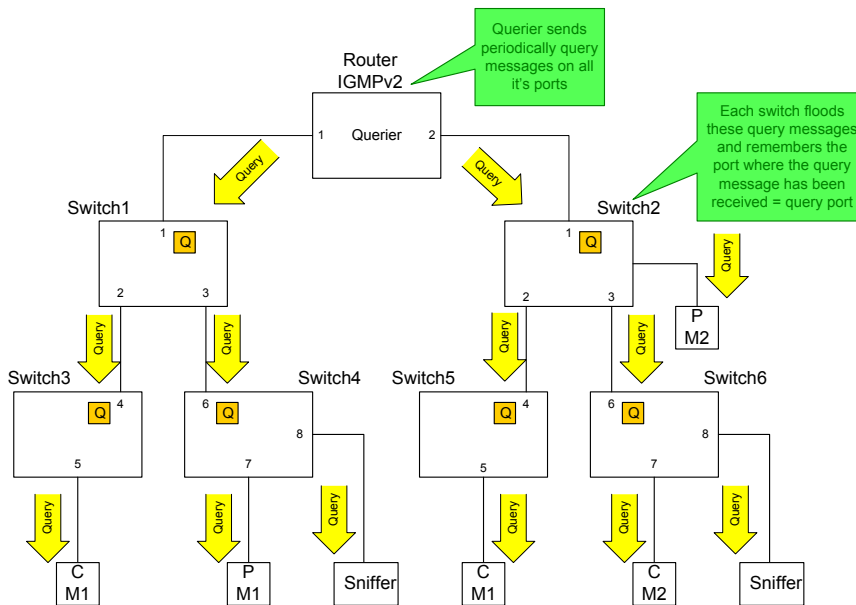 Querier sends
periodically query
messages on all
it's ports
Router
IGMPv2
1
Querier
2
Each switch floods
these query messages
and remembers the
port where the query
message has been
received = query port
Query
Query
Switch1
Switch2
1
Q
2
3
1
Q
2
3
Query
P
M2
Query
Query
Query
Query
Switch3
Switch4
Switch5
Switch6
Q
4
5
6
Q
8
7
4
Q
5
6
Q
8
7
Query
Query
Query
Query
Query
Query
C
M1
P
M1
Sniffer
C
M1
C
M2
Sniffer